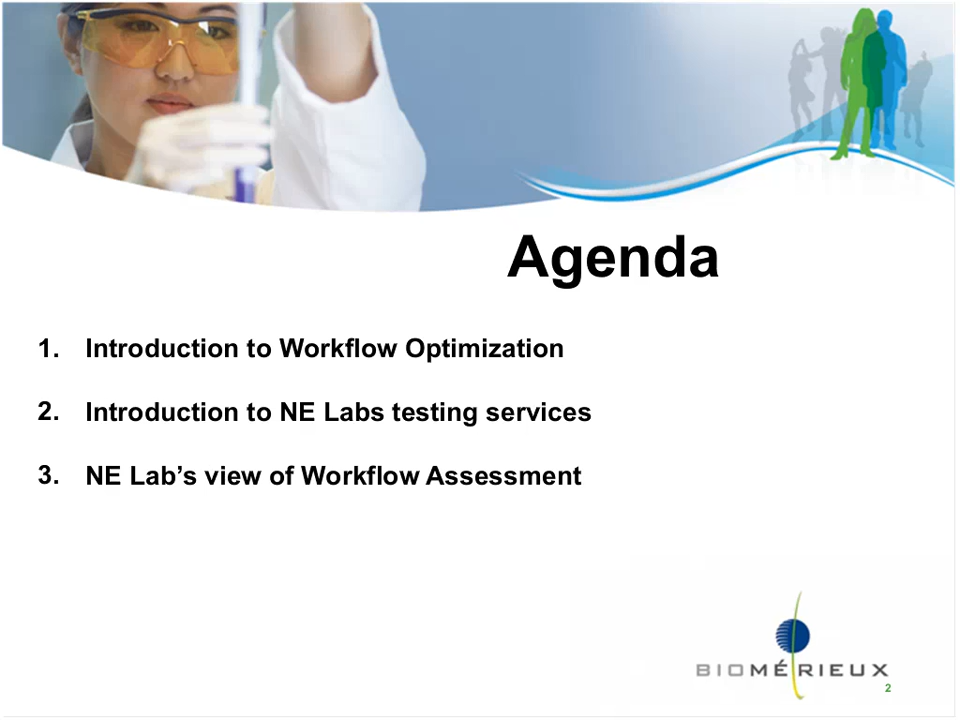 Agenda
1. Introduction to Workflow Optimization
2. Introduction to NE Labs testing services
3. NE Lab’s view of Workflow Assessment
BIOMÉRIEUX
2